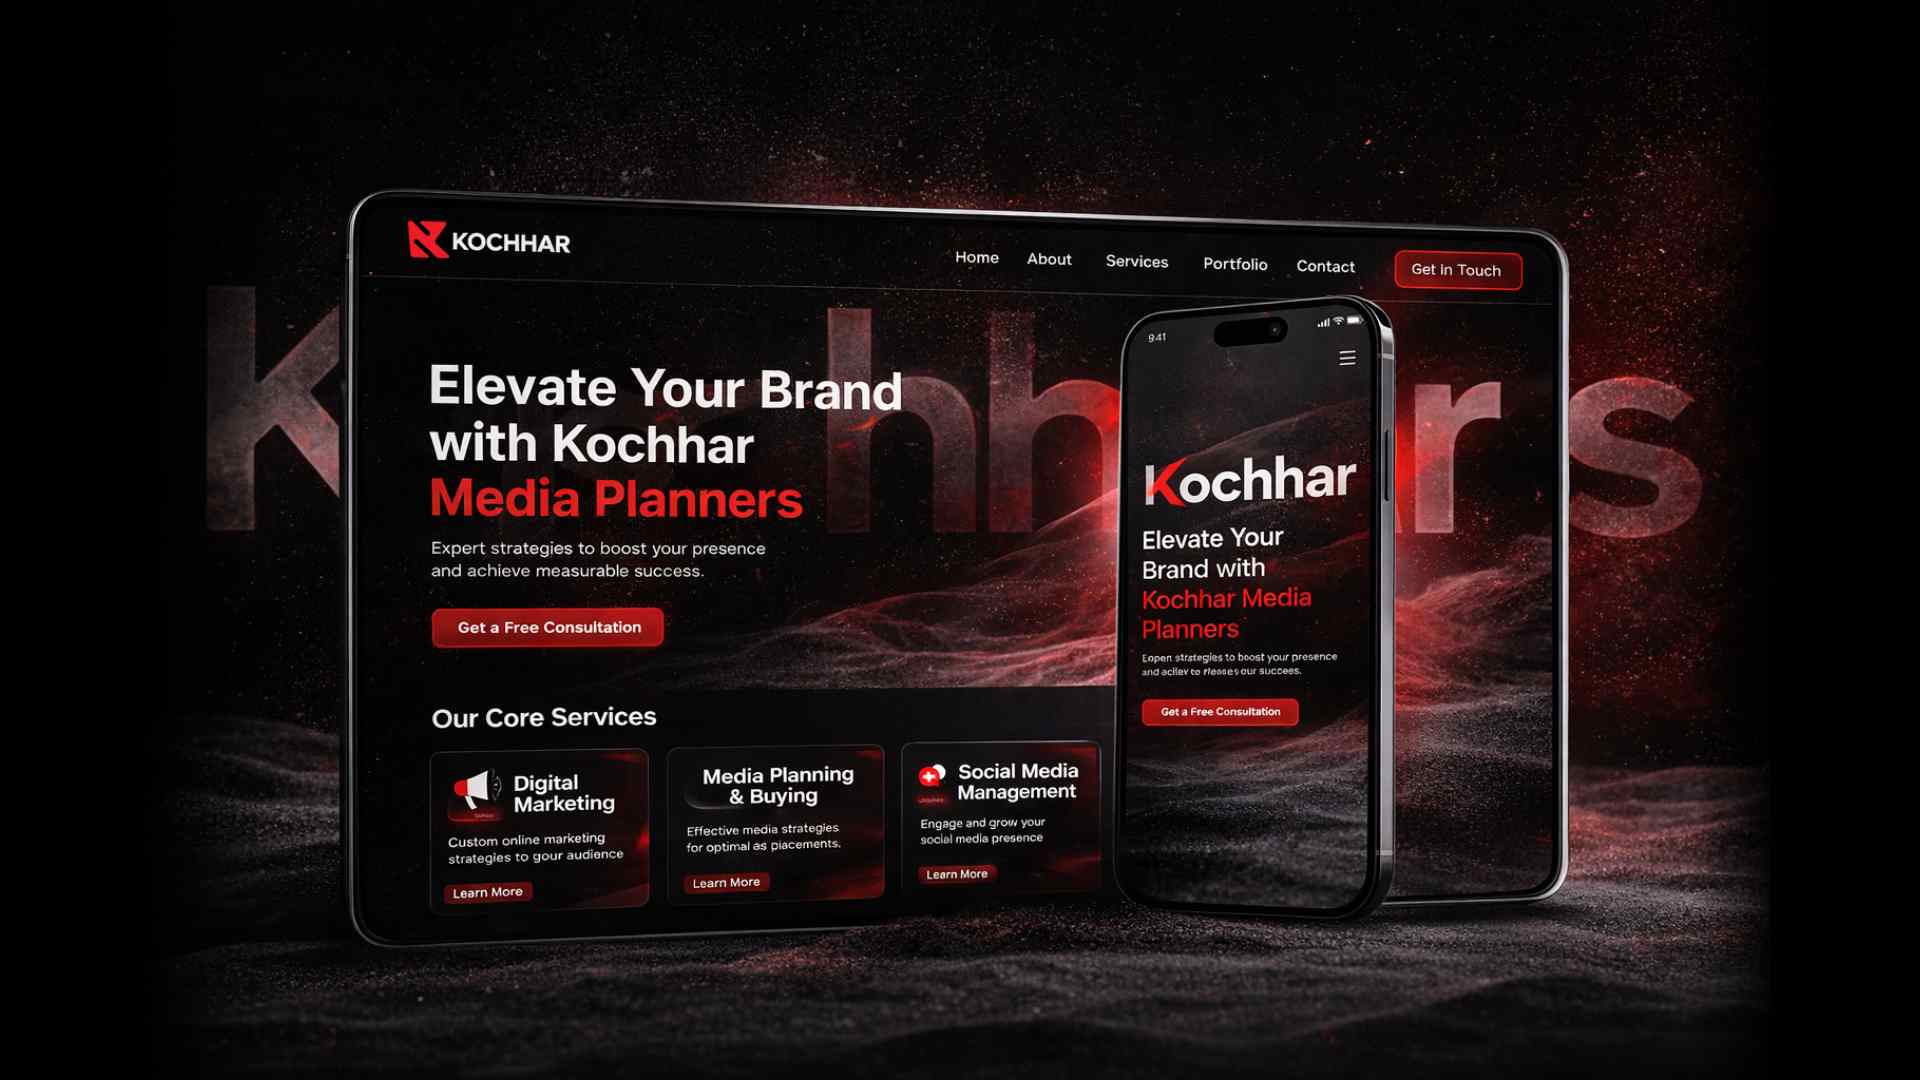 KOCHHAR
Home
About
Services
Portfolio
Contact
Get in Touch
Elevate Your Brand
with Kochhar
Media Planners
Expert strategies to boost your presence
and achieve measurable success.
Get a Free Consultation
Our Core Services
Digital
Marketing
Custom online marketing
strategies to gour audience
Learn More
Media Planning
& Buying
Effective media strategies
for optimal as placements.
Learn More
Social Media
Management
Engage and grow your
social media presence
Learn More
9:41
Kochhar
Elevate Your
Brand with
Kochhar Media
Planners
strategies to boost your presence
and success.
Get a Free Consultation